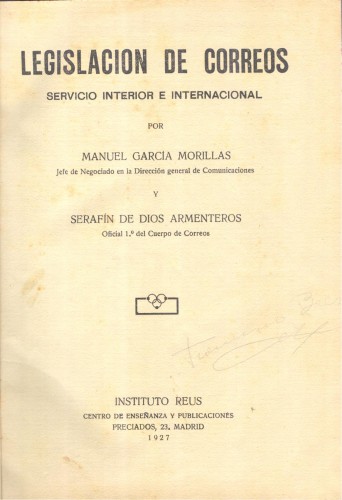 LEGISLACION DE CORREOS
SERVICIO INTERIOR E INTERNACIONAL
POR
MANUEL GARCÍA MORILLAS
Jefe de Negociado en la Dirección general de Comunicaciones
Y
SERAFÍN DE DIOS ARMENTEROS
Oficial 1.º del Cuerpo de Correos
INSTITUTO REUS
CENTRO DE ENSEÑANZA Y PUBLICACIONES
PRECIADOS, 23, MADRID
1927